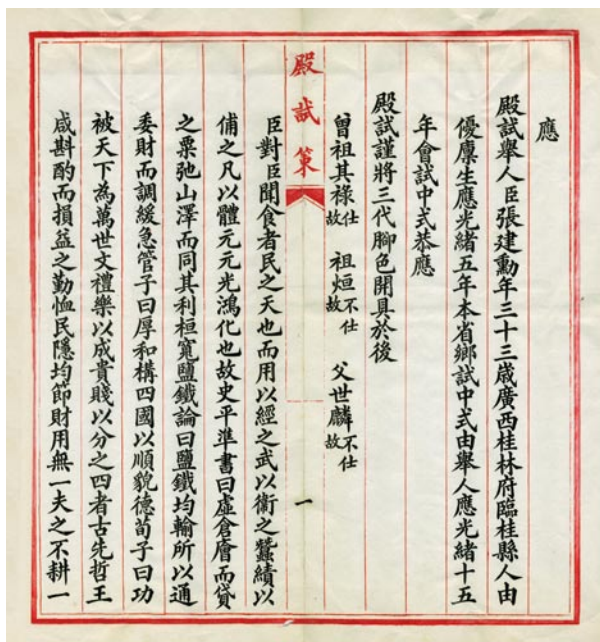 應
殿試舉人臣張建勳年三十三歲廣西桂林府臨桂縣人由
優廩生應光緒五年本省鄉試中式由舉人應光緒十五
年會試中式恭應
殿試謹將三代腳色開具於後
曾祖其祿仕故 祖烜不仕故 父世麟不仕故
殿試策
一
臣對臣聞食者民之天也而用以經之武以衛之蠶績以
備之凡以體元元光鴻化也故史平準書曰虛倉廥而貸
之粟弛山澤而同其利桓寬鹽鐵論曰鹽鐵均輸所以通
委財而調緩急管子曰厚和構四國以順貌德荀子曰功
被天下為萬世文禮樂以成貴賤以分之四者古先哲王
咸斟酌而損益之勤恤民隱均節財用無一夫之不耕一